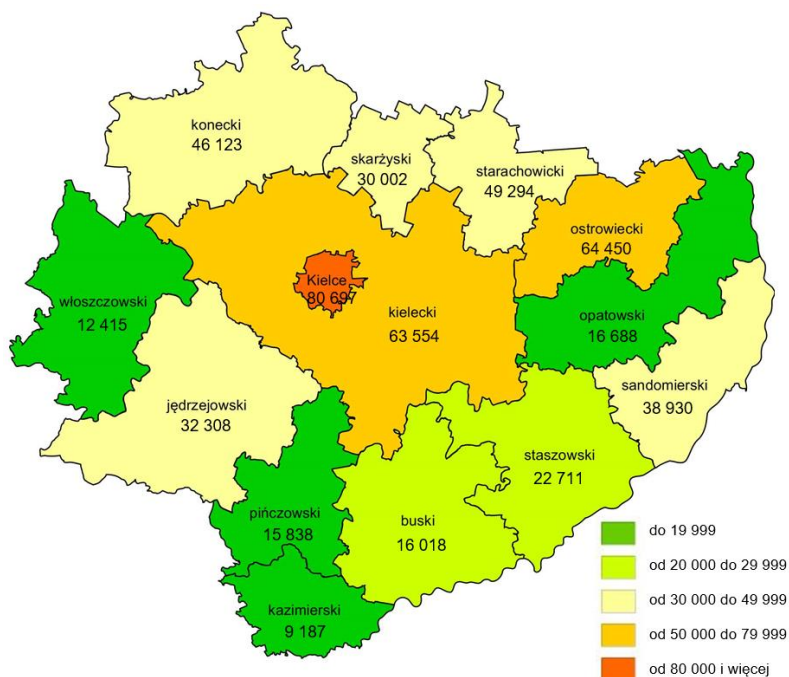 konecki
46 123
skarżyski
30 002
starachowicki
49 294
ostrowiecki
64 450
włoszczowski
12 415
Kielce
80 697
kielecki
63 554
opatowski
16 688
jędrzejowski
32 308
sandomierski
38 930
staszowski
22 711
pińczowski
15 838
buski
16 018
kazimierski
9 187
do 19 999
od 20 000 do 29 999
od 30 000 do 49 999
od 50 000 do 79 999
od 80 000 i więcej